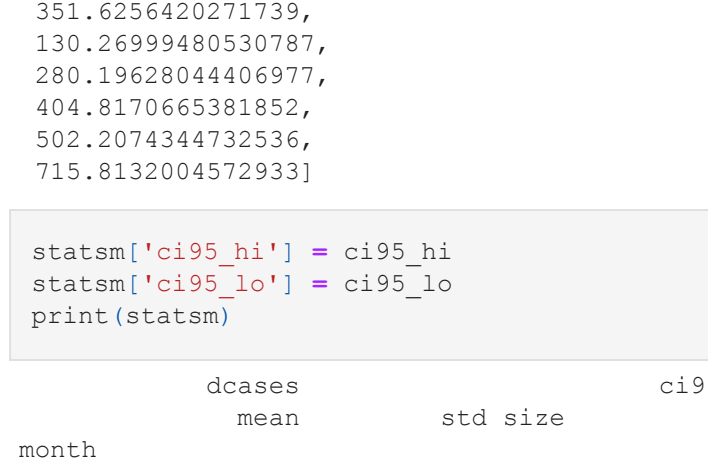 351.6256420271739,
130.26999480530787,
280.19628044406977,
404.8170665381852,
502.2074344732536,
715.8132004572933]
statsm['ci95_hi'] = ci95_hi
statsm['ci95_lo'] = ci95_lo
print(statsm)
dcases ci9
mean std size
month